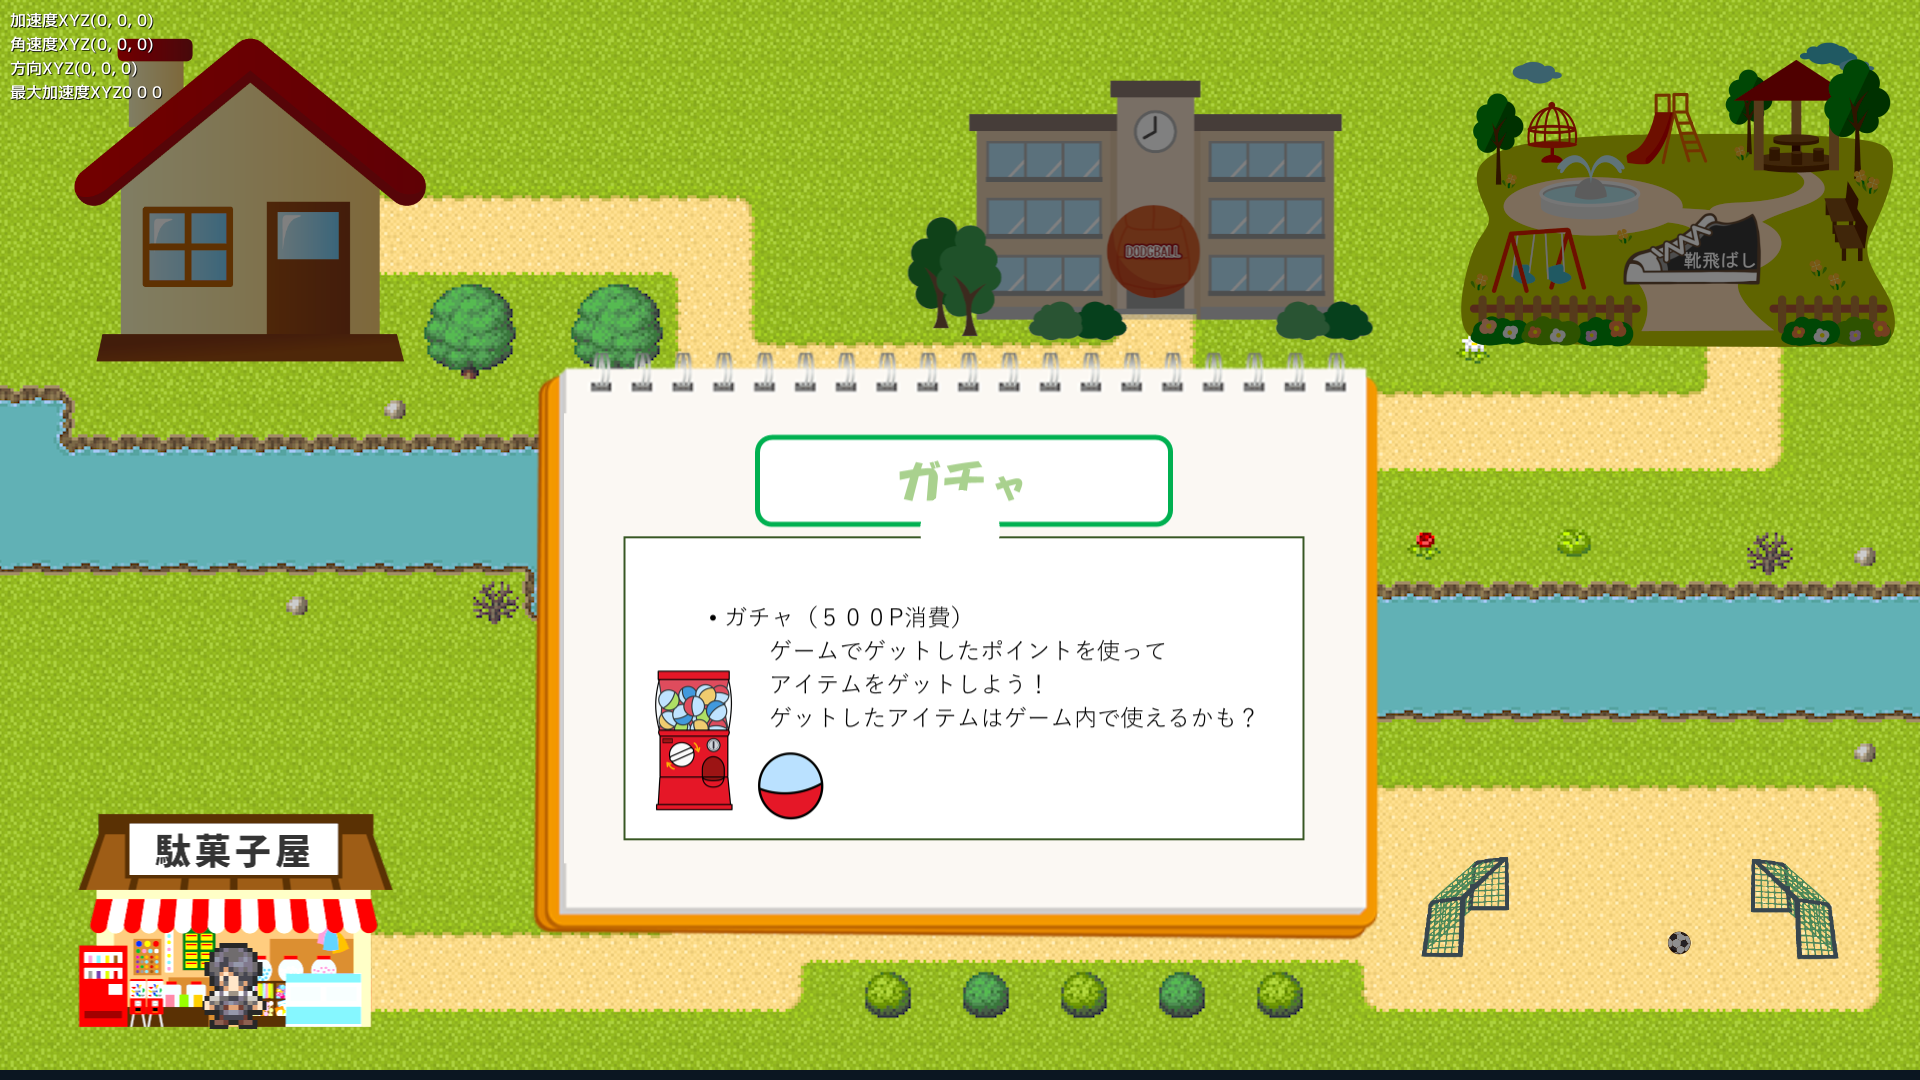 加速度XYZ(0, 0, 0)
角速度XYZ(0, 0, 0)
方向XYZ(0, 0, 0)
最大加速度XYZ0 0 0
DODGBALL
靴飛ばし
ガチャ
•ガチャ（５００P消費）
ゲームでゲットしたポイントを使って
アイテムをゲットしよう！
ゲットしたアイテムはゲーム内で使えるかも？
駄菓子屋